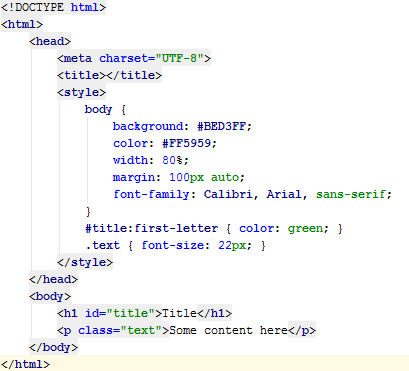 <!DOCTYPE html>
<html>
    <head>
        <meta charset="UTF-8">
        <title></title>
        <style>
            body {
                background: #BED3FF;
                color: #FF5959;
                width: 80%;
                margin: 100px auto;
                font-family: Calibri, Arial, sans-serif;
            }
            #title:first-letter { color: green; }
            .text { font-size: 22px; }
        </style>
    </head>
    <body>
        <h1 id="title">Title</h1>
        <p class="text">Some content here</p>
    </body>
</html>